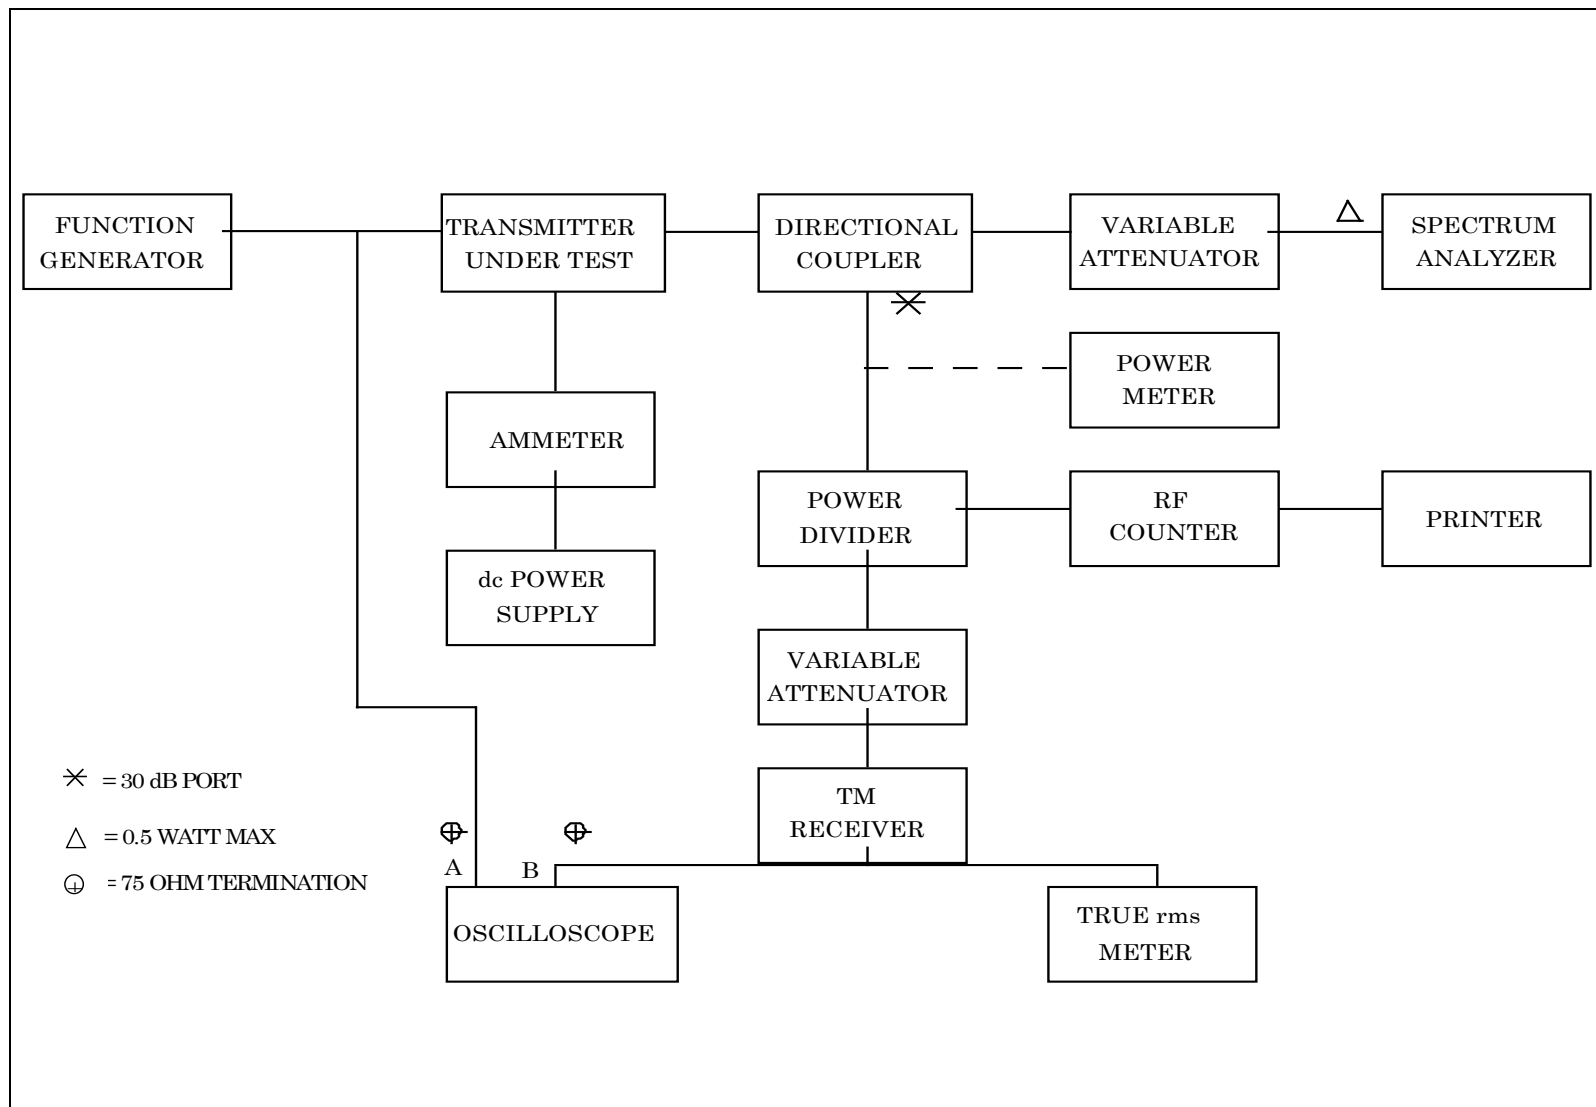 FUNCTION
GENERATOR
TRANSMITTER
UNDER TEST
DIRECTIONAL
COUPLER
VARIABLE
ATTENUATOR
SPECTRUM
ANALYZER
POWER
METER
AMMETER
POWER
DIVIDER
RF
COUNTER
PRINTER
dc POWER
SUPPLY
VARIABLE
ATTENUATOR
= 30 dB PORT
= 0.5 WATT MAX
= 75 OHM TERMINATION
TM
RECEIVER
A
B
OSCILLOSCOPE
TRUE rms
METER